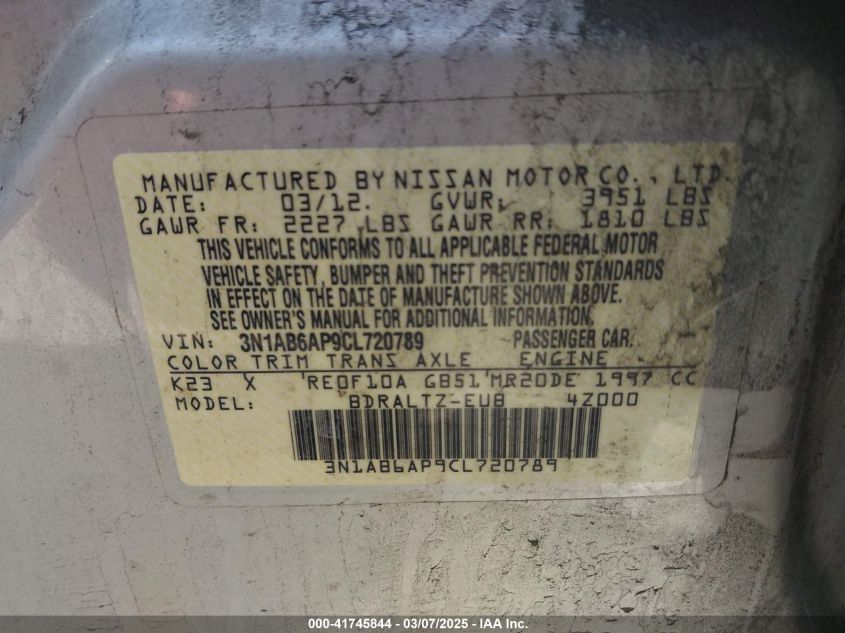 MANUFACTURED BY NISSAN MOTOR CO., LTD.
DATE: 03/12. GVWR: 3951 LBS
GAWR FR: 2227 LBS GAWR RR: 1810 LBS
THIS VEHICLE CONFORMS TO ALL APPLICABLE FEDERAL MOTOR
VEHICLE SAFETY, BUMPER AND THEFT PREVENTION STANDARDS
IN EFFECT ON THE DATE OF MANUFACTURE SHOWN ABOVE.
SEE OWNER'S MANUAL FOR ADDITIONAL INFORMATION.
VIN: 3N1AB6AP9CL720789 PASSENGER CAR.
COLOR TRIM TRANS AXLE ENGINE
K23 X RE0F10A GB51 MR20DE 1997 CC
MODEL: BDRALTZ-EUB 4Z000
3N1AB6AP9CL720789
000-41745844 - 03/07/2025 - IAA Inc.